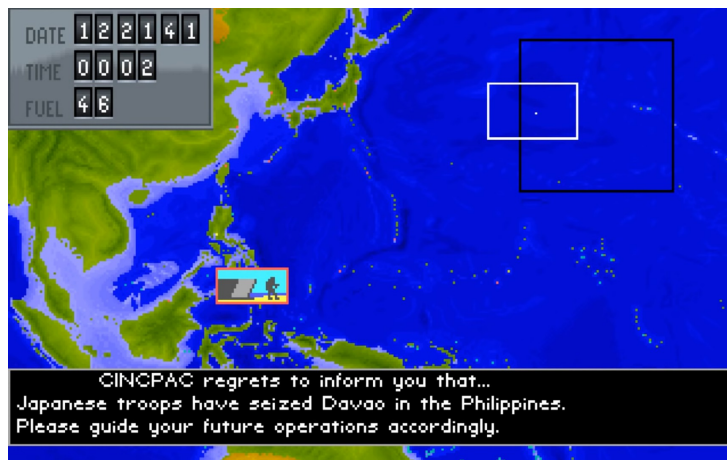 DATE 122141
TIME 0002
FUEL 46
CINCPAC regrets to inform you that...
Japanese troops have seized Davao in the Philippines.
Please guide your future operations accordingly.